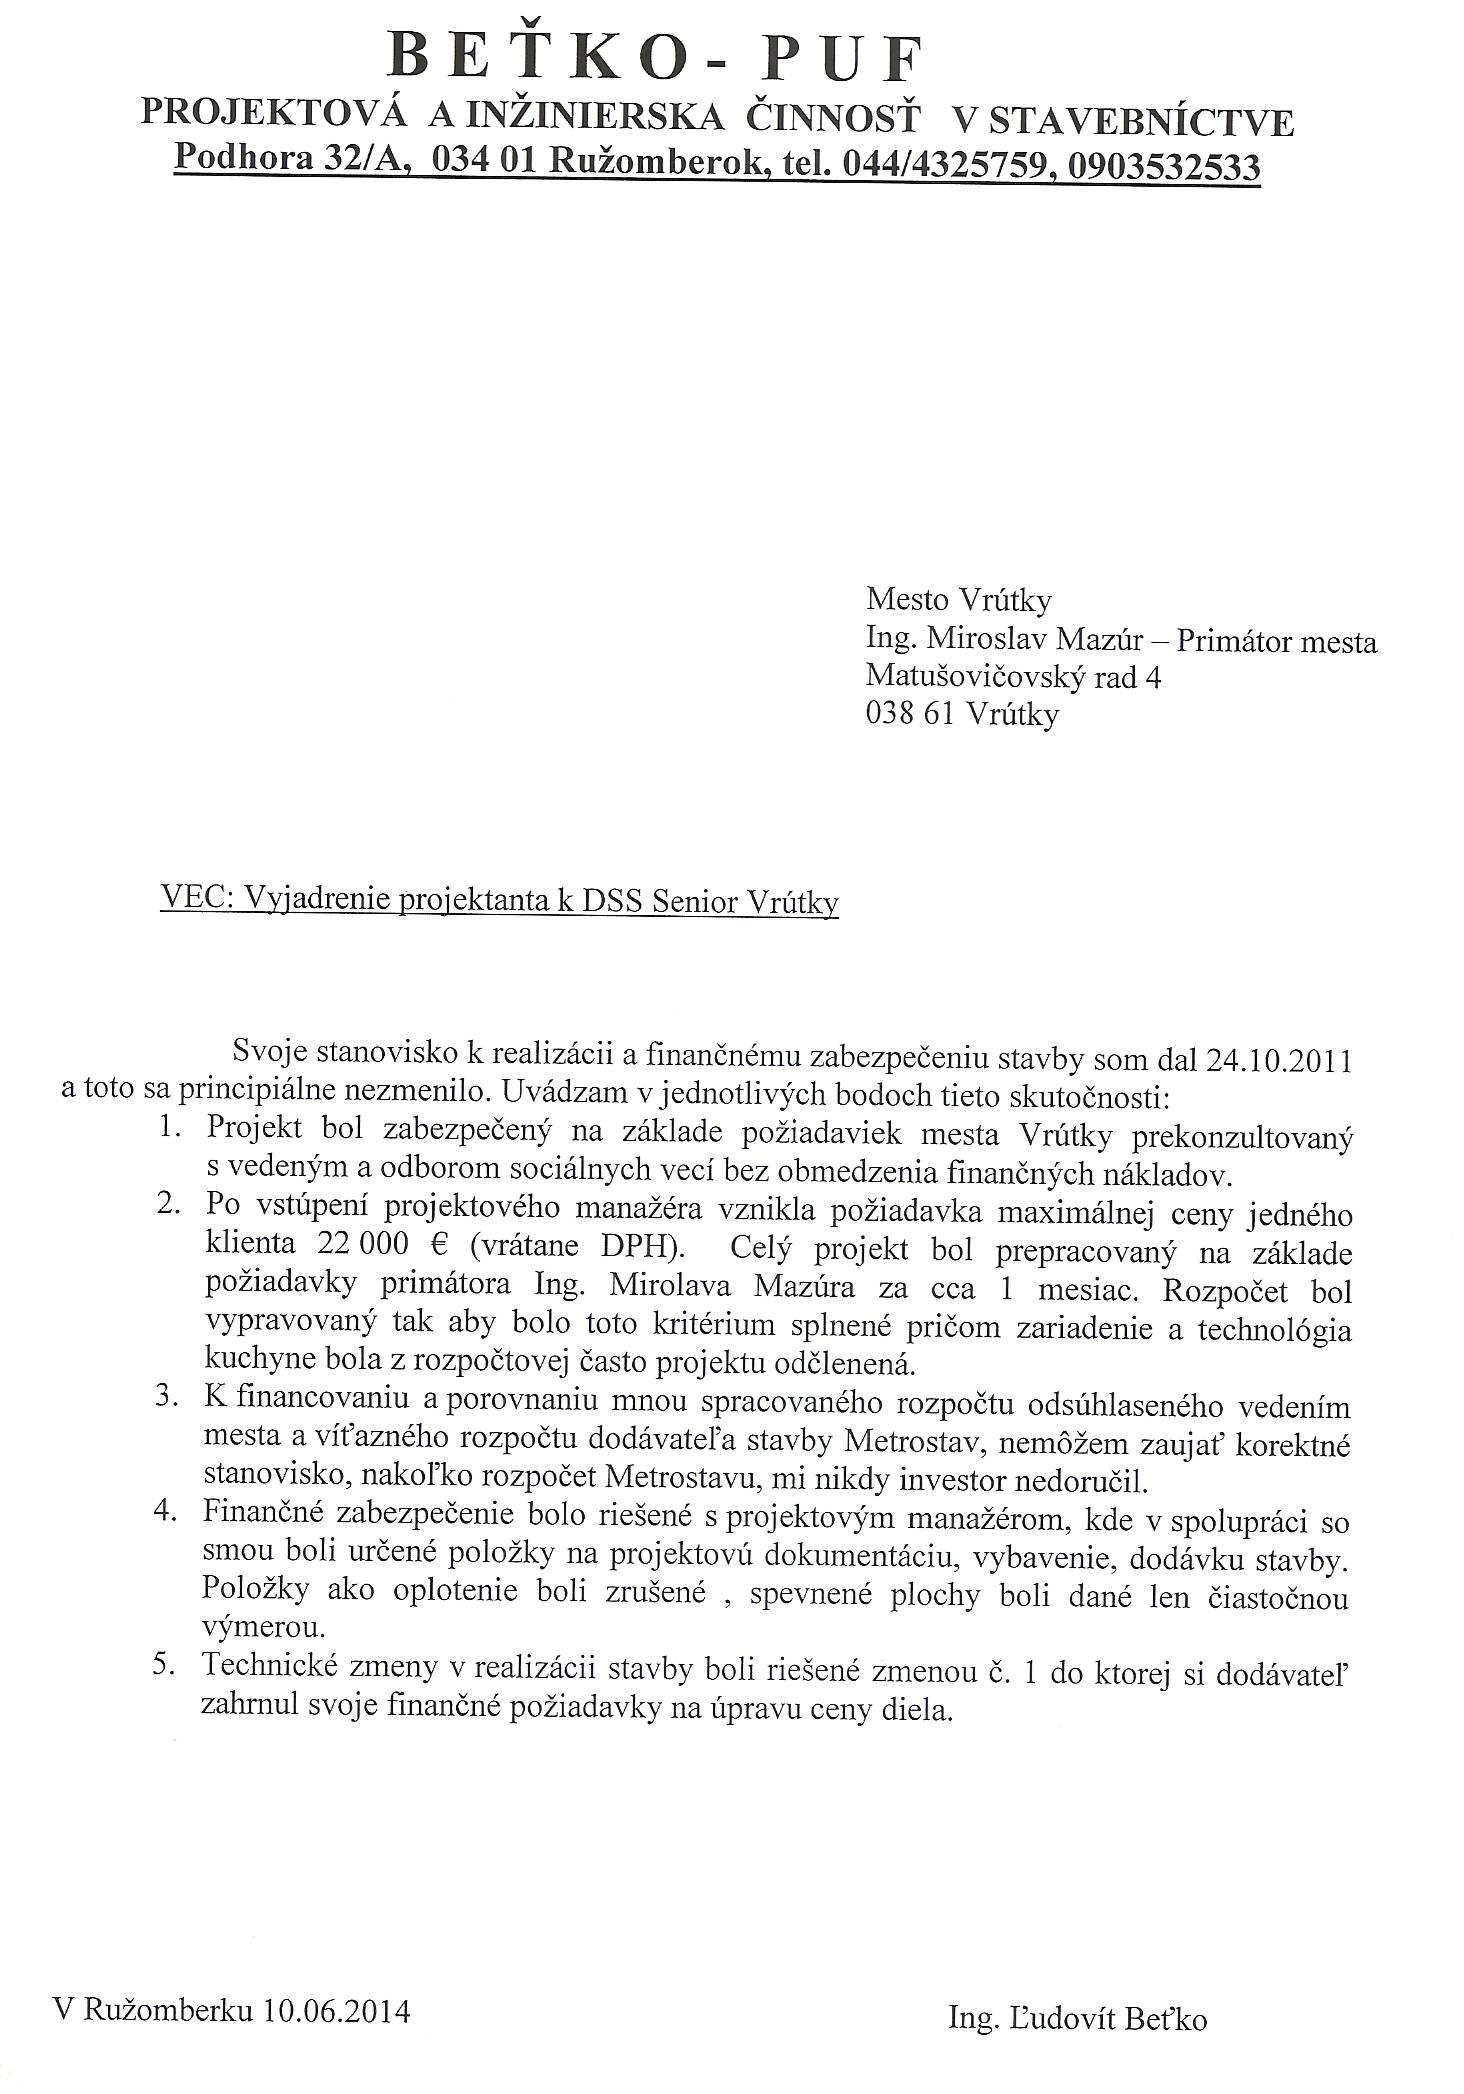 BEŤKO- PUF
PROJEKTOVÁ A INŽINIERSKA ČINNOSŤ V STAVEBNÍCTVE
Podhora 32/A, 034 01 Ružomberok, tel. 044/4325759, 0903532533
Mesto Vrútky
Ing. Miroslav Mazúr – Primátor mesta
Matušovičovský rad 4
038 61 Vrútky
VEC: Vyjadrenie projektanta k DSS Senior Vrútky
Svoje stanovisko k realizácii a finančnému zabezpečeniu stavby som dal 24.10.2011
a toto sa principiálne nezmenilo. Uvádzam v jednotlivých bodoch tieto skutočnosti:
1. Projekt bol zabezpečený na základe požiadaviek mesta Vrútky prekonzultovaný
s vedeným a odborom sociálnych vecí bez obmedzenia finančných nákladov.
2. Po vstúpení projektového manažéra vznikla požiadavka maximálnej ceny jedného
klienta 22 000 € (vrátane DPH). Celý projekt bol prepracovaný na základe
požiadavky primátora Ing. Mirolava Mazúra za cca 1 mesiac. Rozpočet bol
vypravovaný tak aby bolo toto kritérium splnené pričom zariadenie a technológia
kuchyne bola z rozpočtovej často projektu odčlenená.
3. K financovaniu a porovnaniu mnou spracovaného rozpočtu odsúhlaseného vedením
mesta a víťazného rozpočtu dodávateľa stavby Metrostav, nemôžem zaujať korektné
stanovisko, nakoľko rozpočet Metrostavu, mi nikdy investor nedoručil.
4. Finančné zabezpečenie bolo riešené s projektovým manažérom, kde v spolupráci so
smou boli určené položky na projektovú dokumentáciu, vybavenie, dodávku stavby.
Položky ako oplotenie boli zrušené , spevnené plochy boli dané len čiastočnou
výmerou.
5. Technické zmeny v realizácii stavby boli riešené zmenou č. 1 do ktorej si dodávateľ
zahrnul svoje finančné požiadavky na úpravu ceny diela.
V Ružomberku 10.06.2014
Ing. Ľudovít Beťko